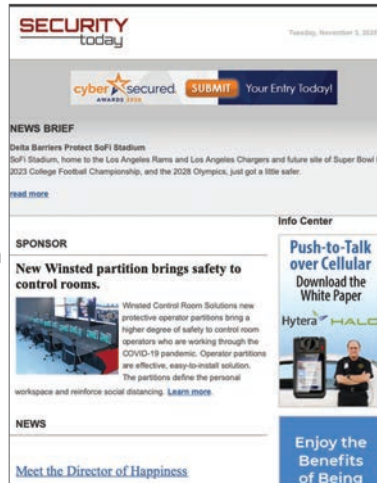 SECURITY
today
Tuesday, November 3, 2020
cyber secured
AWARDS 2020
SUBMIT
Your Entry Today!
NEWS BRIEF
Delta Barriers Protect SoFi Stadium
SoFi Stadium, home to the Los Angeles Rams and Los Angeles Chargers and future site of Super Bowl
2023 College Football Championship, and the 2028 Olympics, just got a little safer.
read more
SPONSOR
New Winsted partition brings safety to
control rooms.
Winsted Control Room Solutions new
protective operator partitions bring a
higher degree of safety to control room
operators who are working through the
COVID-19 pandemic. Operator partitions
are effective, easy-to-install solution.
The partitions define the personal
workspace and reinforce social distancing. Learn more.
NEWS
Meet the Director of Happiness
Info Center
Push-to-Talk
over Cellular
Download the
White Paper
Hytera HALO
Enjoy the
Benefits
of Being